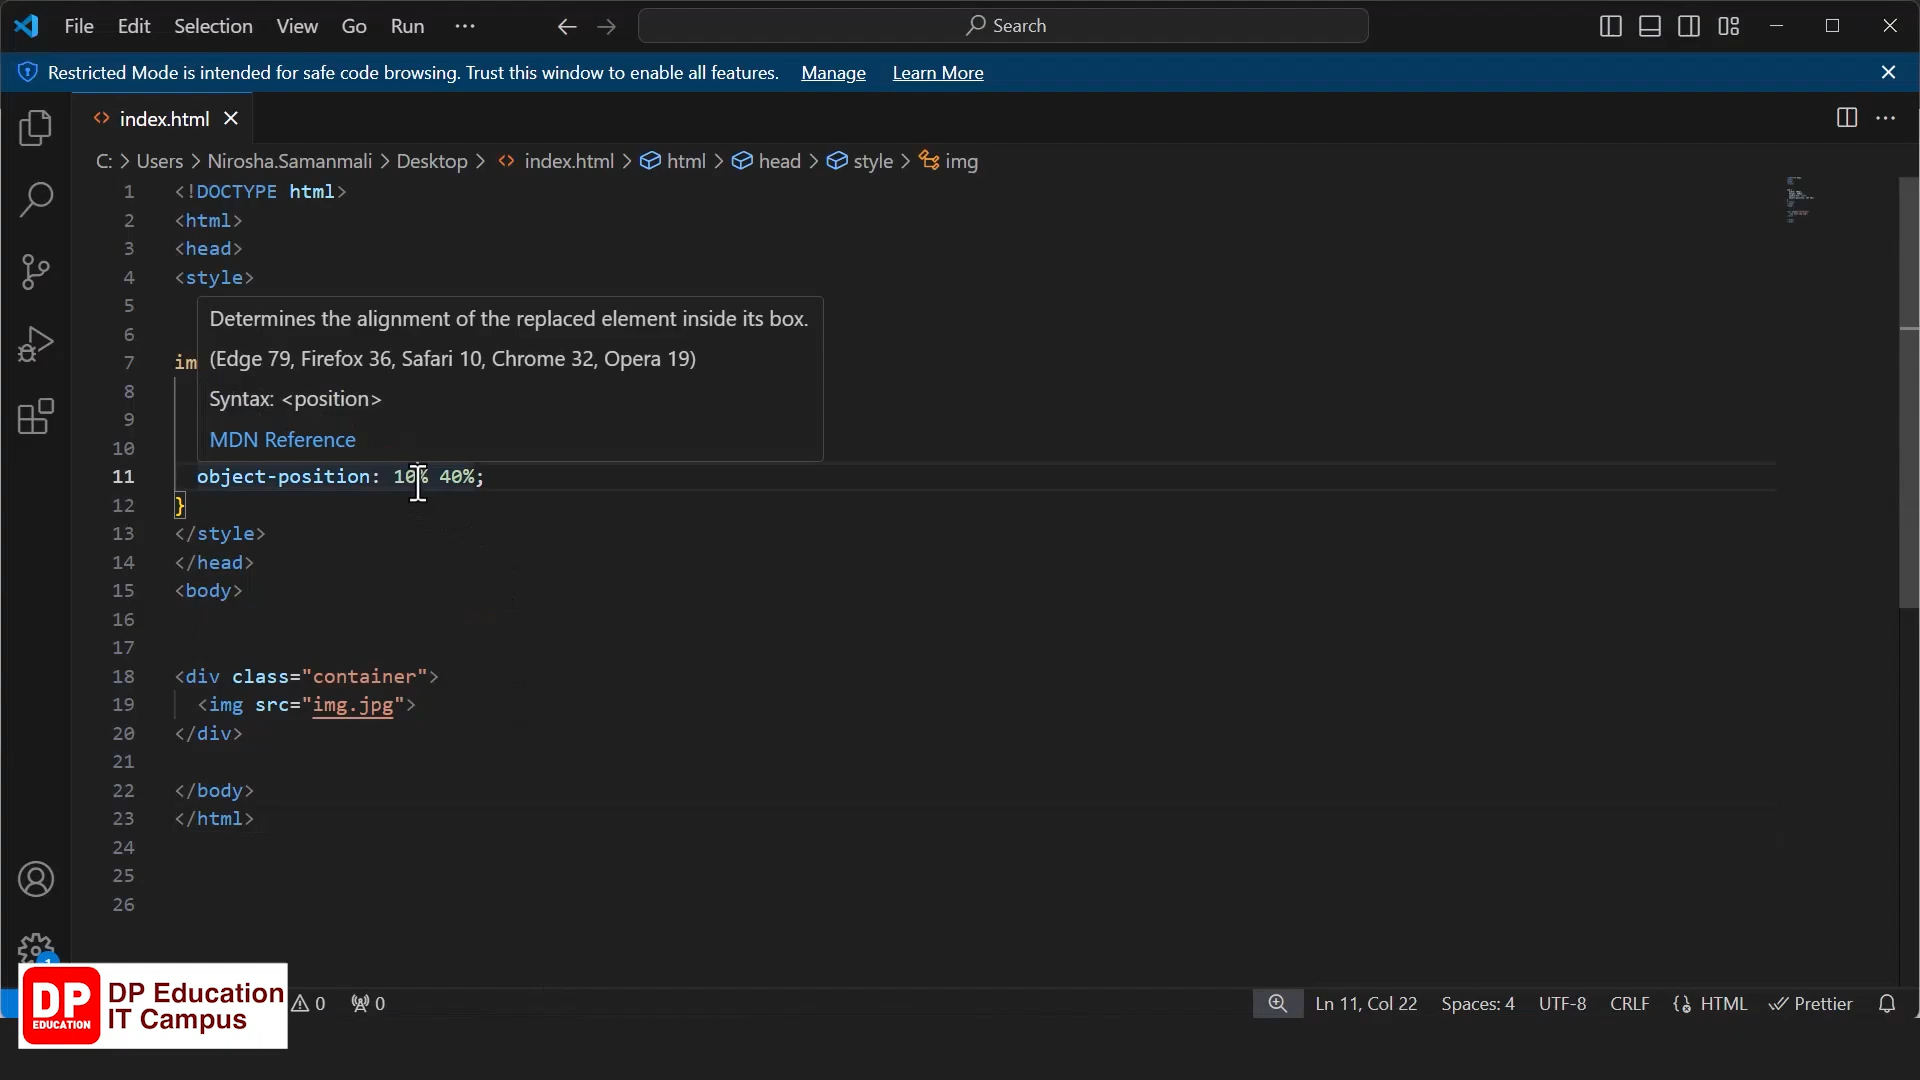 File Edit Selection View Go Run ··· Search
Restricted Mode is intended for safe code browsing. Trust this window to enable all features. Manage Learn More
index.html
C: > Users > Nirosha.Samanmali > Desktop > index.html > html > head > style > img
1 <!DOCTYPE html>
2 <html>
3 <head>
4 <style>
5
Determines the alignment of the replaced element inside its box.
6
7 im
(Edge 79, Firefox 36, Safari 10, Chrome 32, Opera 19)
8
Syntax: <position>
9
MDN Reference
10
11 object-position: 10% 40%;
12 }
13 </style>
14 </head>
15 <body>
16
17
18 <div class="container">
19 <img src="img.jpg">
20 </div>
21
22 </body>
23 </html>
24
25
26
1
DP EDUCATION
DP Education
IT Campus
0 0 Ln 11, Col 22 Spaces: 4 UTF-8 CRLF {} HTML Prettier